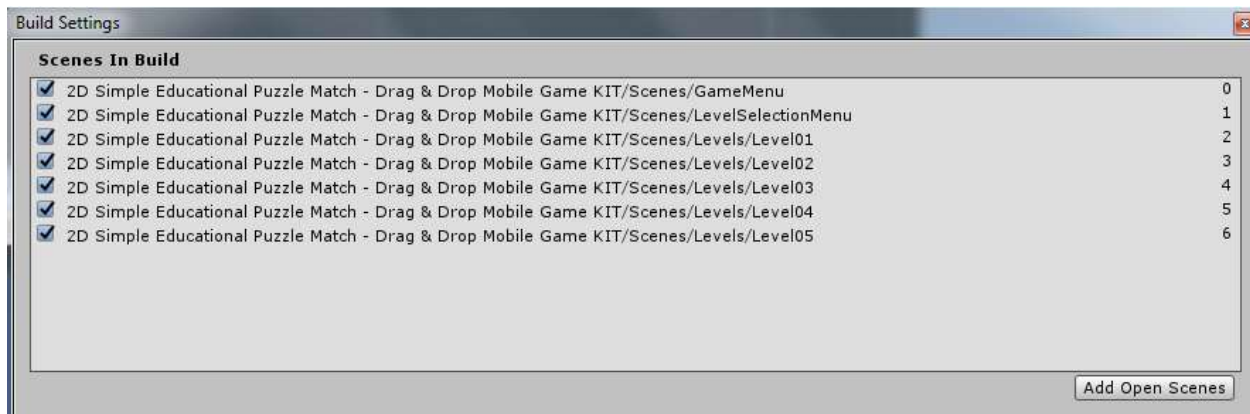 Build Settings
Scenes In Build
2D Simple Educational Puzzle Match - Drag & Drop Mobile Game KIT/Scenes/GameMenu 0
2D Simple Educational Puzzle Match - Drag & Drop Mobile Game KIT/Scenes/LevelSelectionMenu 1
2D Simple Educational Puzzle Match - Drag & Drop Mobile Game KIT/Scenes/Levels/Level01 2
2D Simple Educational Puzzle Match - Drag & Drop Mobile Game KIT/Scenes/Levels/Level02 3
2D Simple Educational Puzzle Match - Drag & Drop Mobile Game KIT/Scenes/Levels/Level03 4
2D Simple Educational Puzzle Match - Drag & Drop Mobile Game KIT/Scenes/Levels/Level04 5
2D Simple Educational Puzzle Match - Drag & Drop Mobile Game KIT/Scenes/Levels/Level05 6
Add Open Scenes